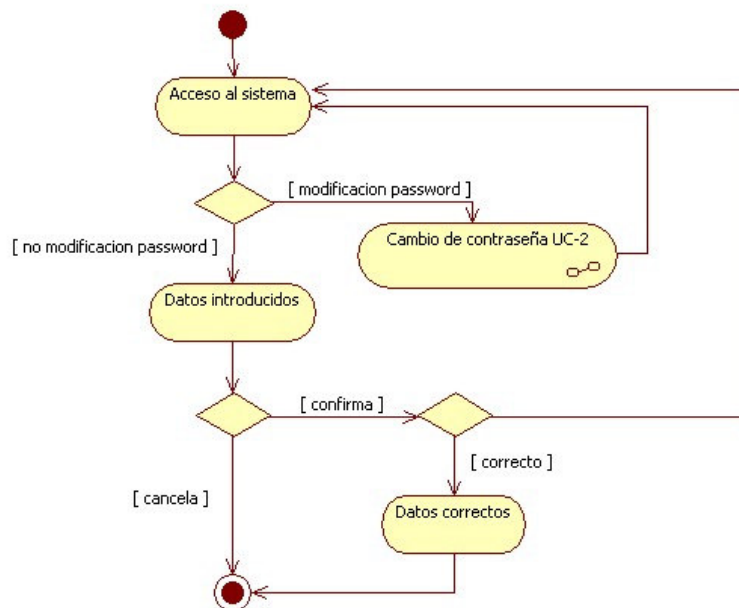 Acceso al sistema
[ modificacion password ]
Cambio de contraseña UC-2
[ no modificacion password ]
Datos introducidos
[ confirma ]
[ correcto ]
[ cancela ]
Datos correctos